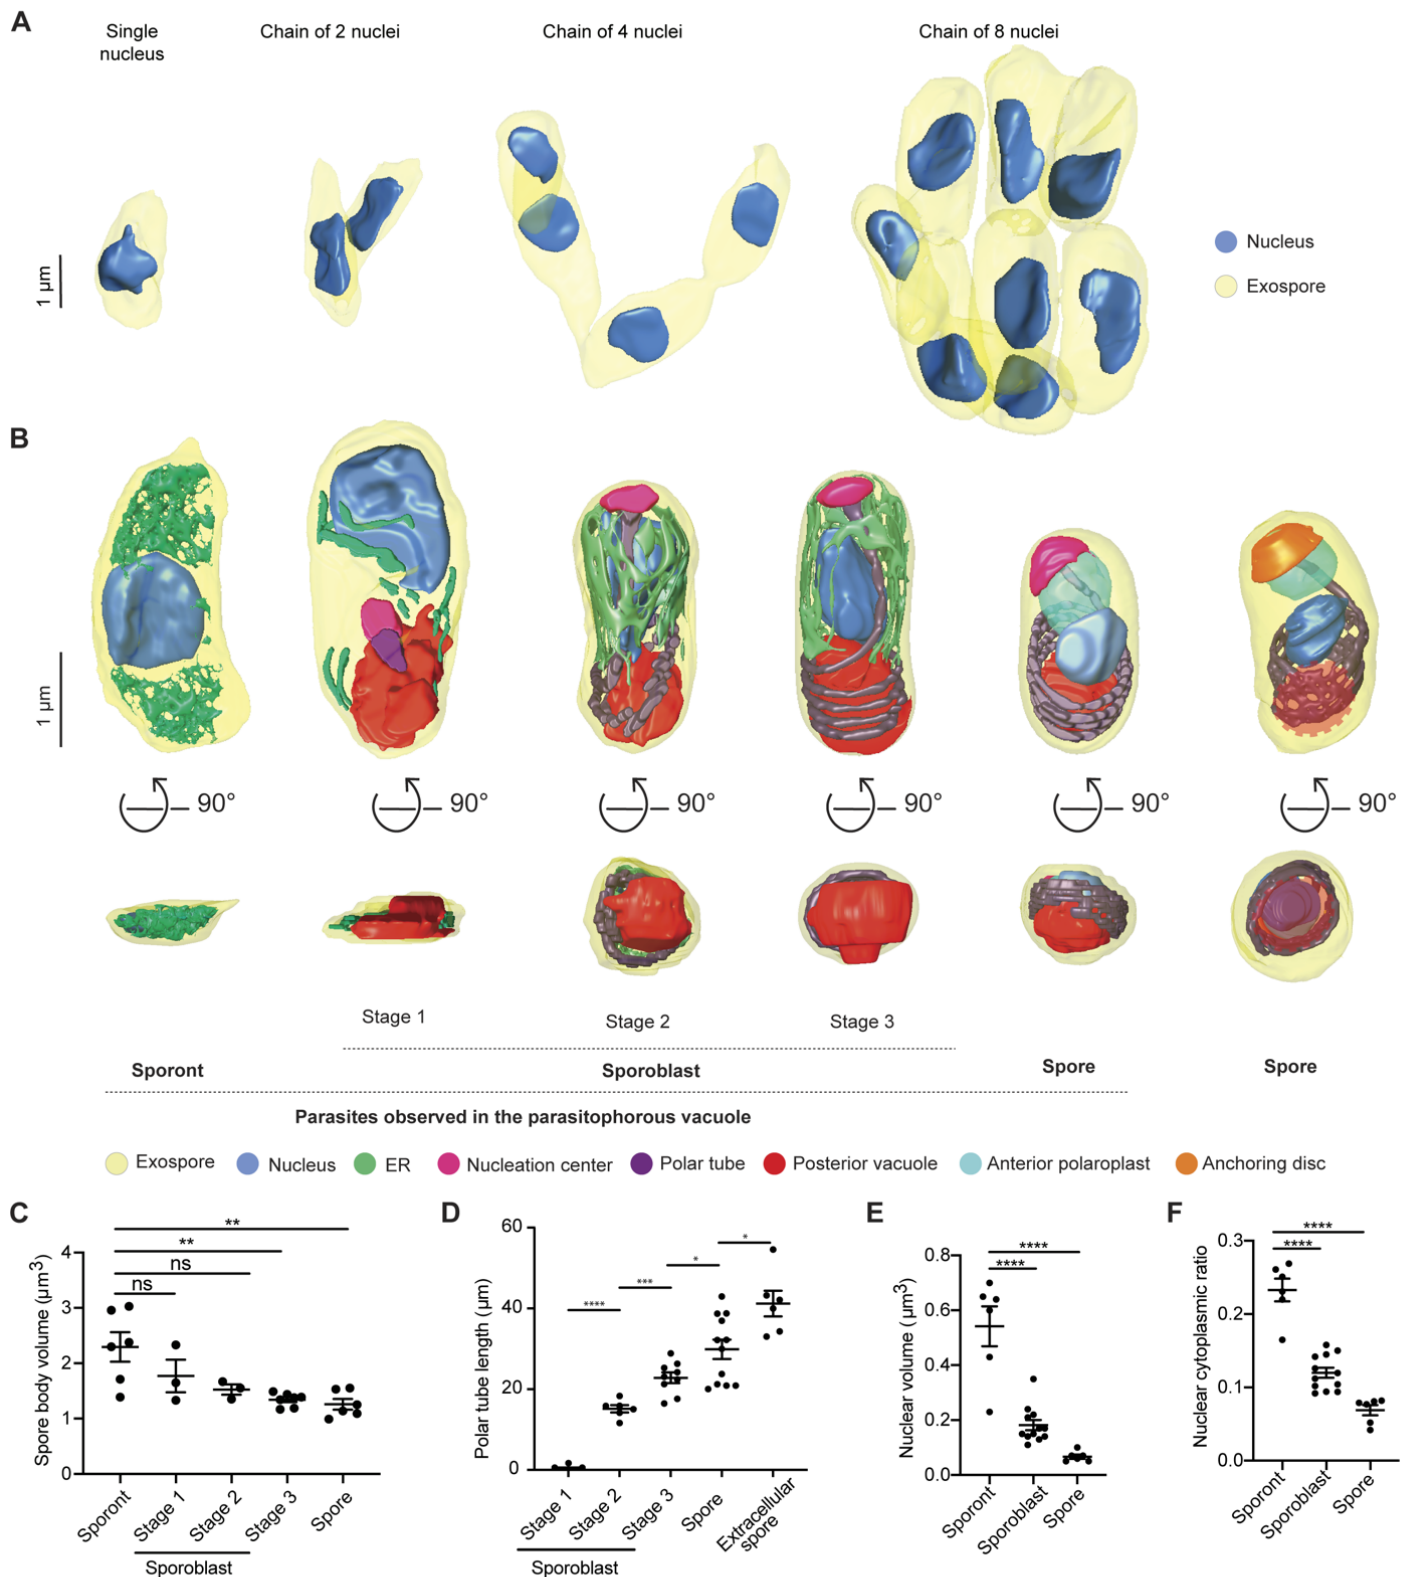 A
Single
nucleus
Chain of 2 nuclei
Chain of 4 nuclei
Chain of 8 nuclei
1 μm
Nucleus
Exospore
B
1 μm
90°
90°
90°
90°
90°
90°
Stage 1
Stage 2
Stage 3
Sporont
Sporoblast
Spore
Spore
Parasites observed in the parasitophorous vacuole
Exospore
Nucleus
ER
Nucleation center
Polar tube
Posterior vacuole
Anterior polaroplast
Anchoring disc
C
Spore body volume (μm³)
4
3
2
1
0
**
**
ns
ns
Sporont
Stage 1
Stage 2
Stage 3
Spore
Sporoblast
D
Polar tube length (μm)
60
40
20
0
****
***
*
*
Stage 1
Stage 2
Stage 3
Spore
Extracellular
spore
Sporoblast
E
Nuclear volume (μm³)
0.8
0.6
0.4
0.2
0.0
****
****
Sporont
Sporoblast
Spore
F
Nuclear cytoplasmic ratio
0.3
0.2
0.1
0.0
****
****
Sporont
Sporoblast
Spore